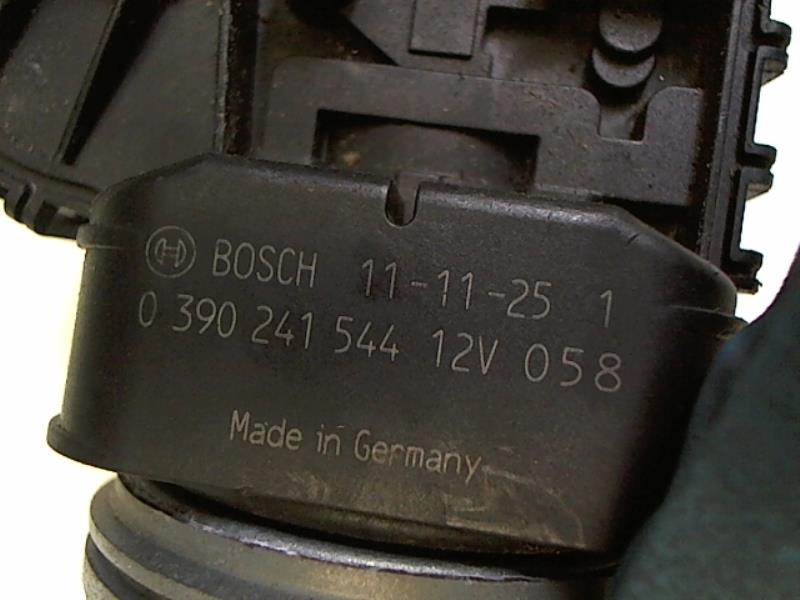 BOSCH 11-11-25 1
0 390 241 544 12V 058
Made in Germany